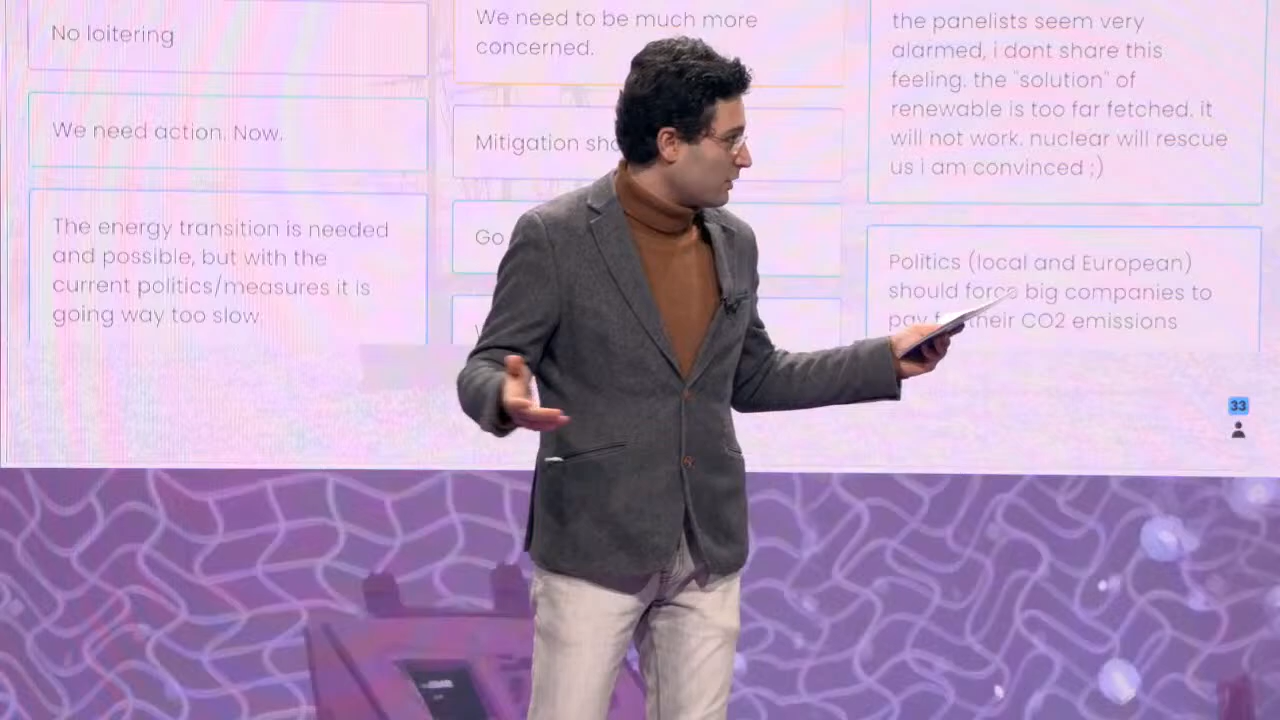 No loitering
We need action. Now.
The energy transition is needed
and possible, but with the
current politics/measures it is
going way too slow
We need to be much more
concerned.
Mitigation
Go
the panelists seem very
alarmed, i dont share this
feeling. the "solution" of
renewable is too far fetched. it
will not work. nuclear will rescue
us i am convinced ;)
Politics (local and European)
should force big companies to
pay their CO2 emissions
33